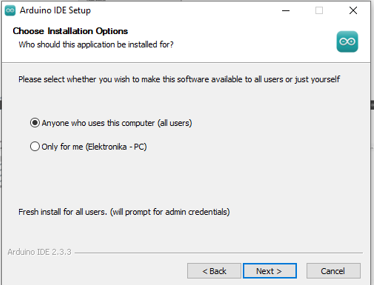 Arduino IDE Setup
Choose Installation Options
Who should this application be installed for?
Please select whether you wish to make this software available to all users or just yourself
Anyone who uses this computer (all users)
Only for me (Elektronika - PC)
Fresh install for all users. (will prompt for admin credentials)
Arduino IDE 2.3.3
< Back
Next >
Cancel